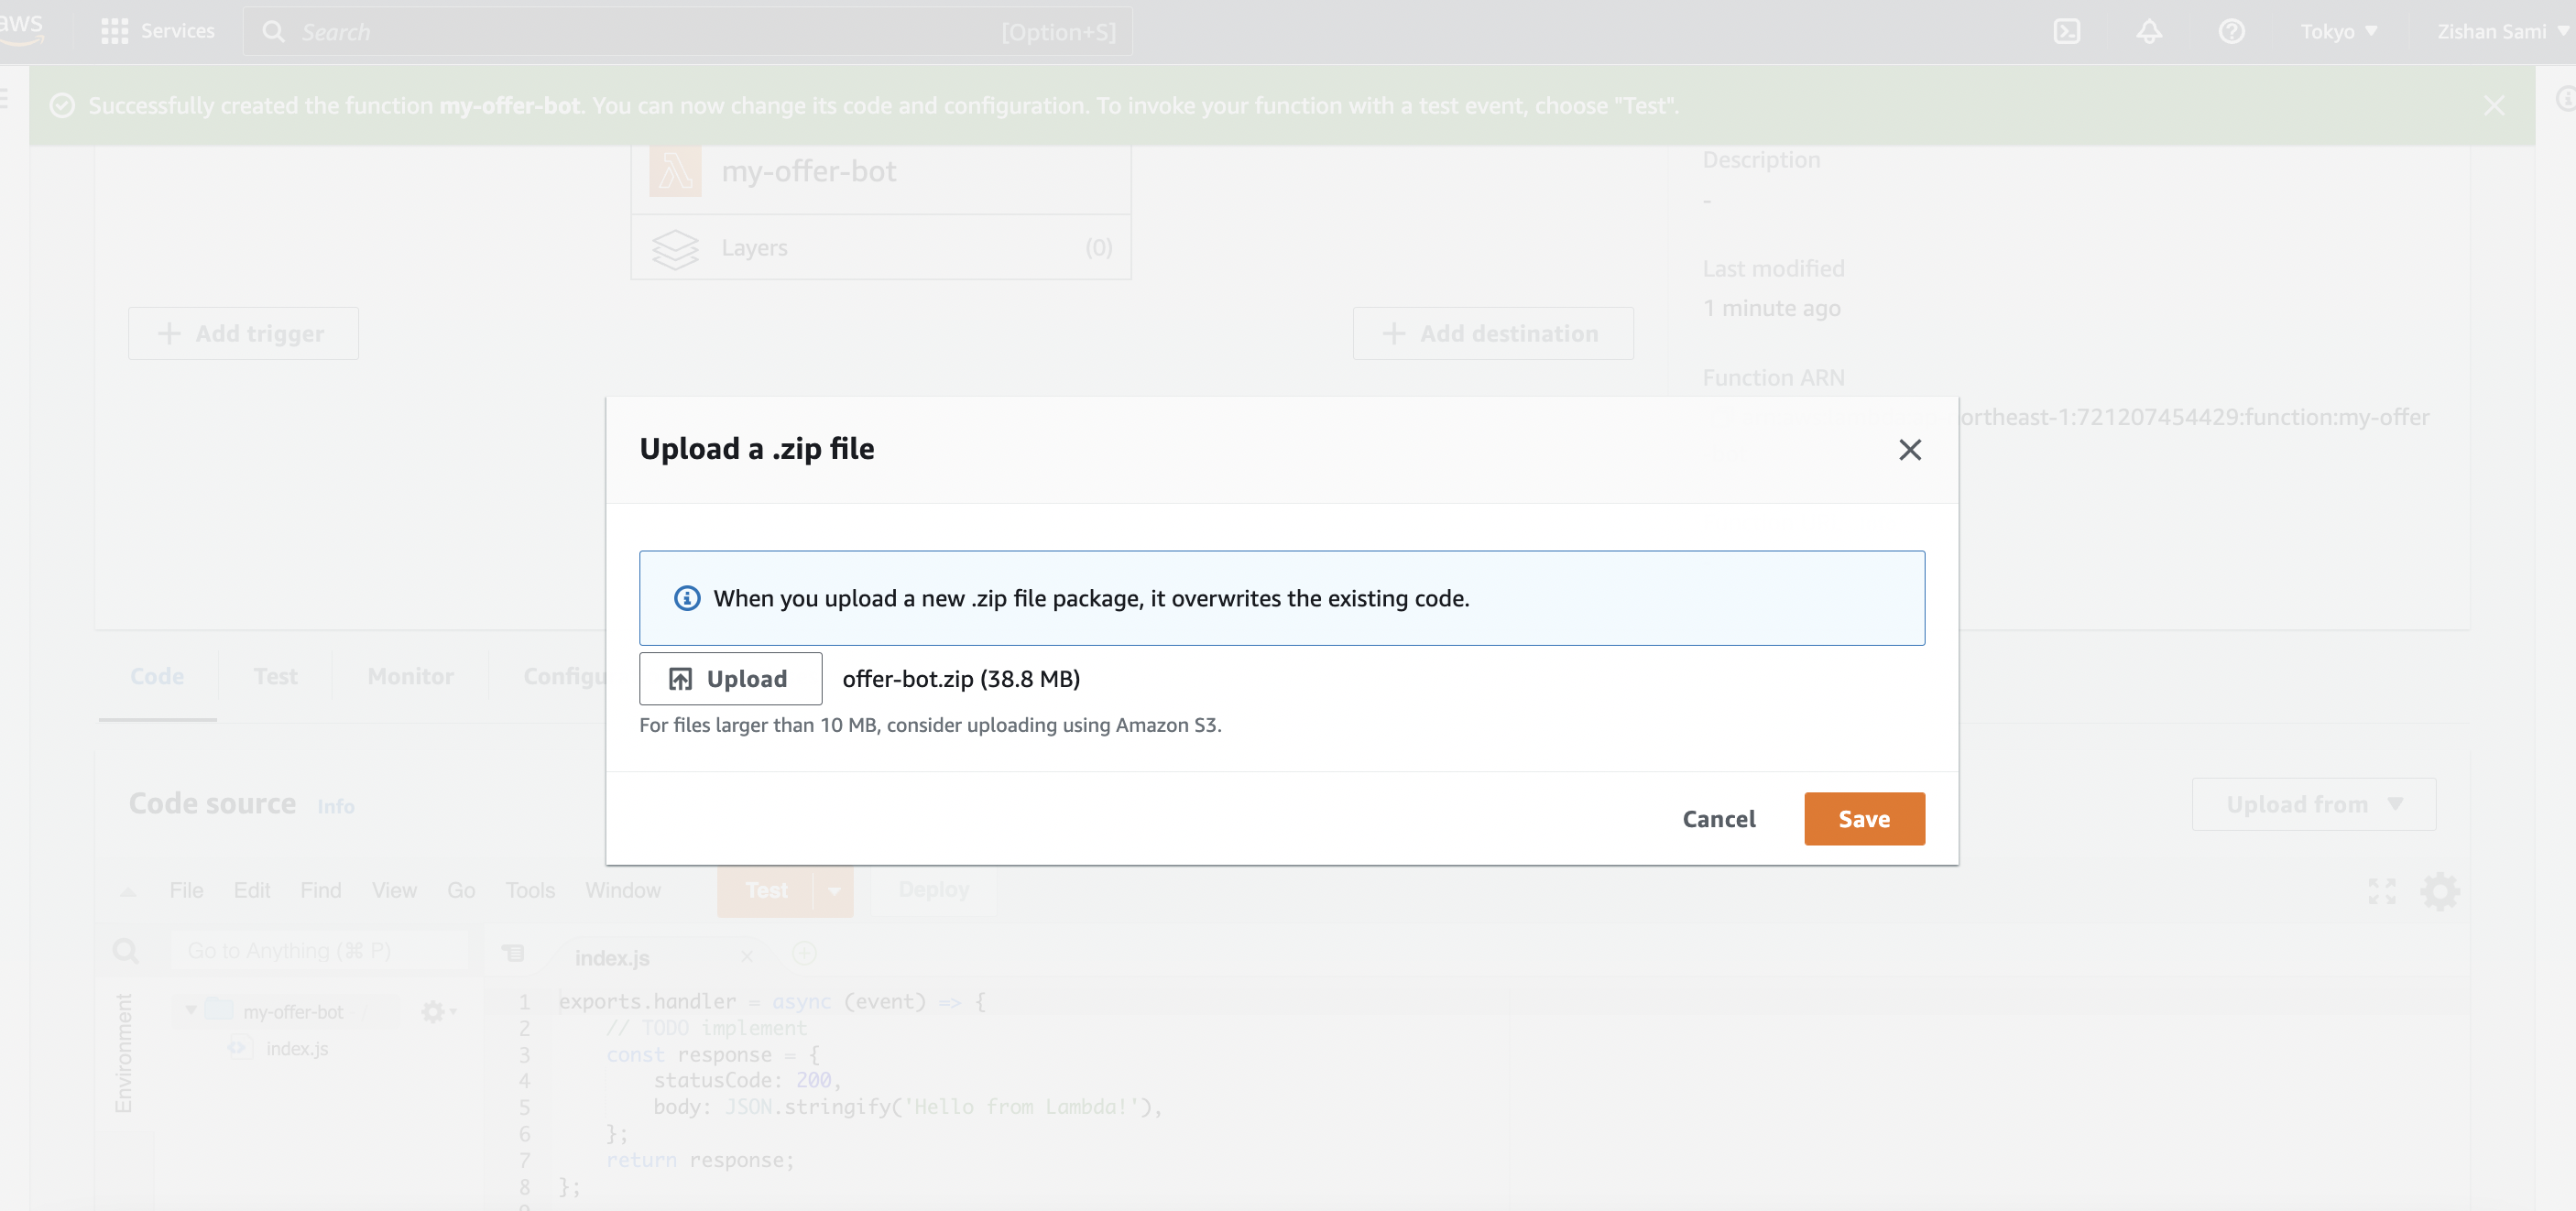 aws
Services
Search
[Option+S]
Tokyo
Zishan Sami
Successfully created the function my-offer-bot. You can now change its code and configuration. To invoke your function with a test event, choose "Test".
my-offer-bot
Layers
(0)
Description
-
Last modified
1 minute ago
Add trigger
Add destination
Function ARN
ortheast-1:721207454429:function:my-offer
Upload a .zip file
When you upload a new .zip file package, it overwrites the existing code.
Upload
offer-bot.zip (38.8 MB)
For files larger than 10 MB, consider uploading using Amazon S3.
Cancel
Save
Code
Test
Monitor
Configu
Code source
Info
Upload from
File
Edit
Find
View
Go
Tools
Window
Test
Deploy
Go to Anything (⌘ P)
index.js
Environment
my-offer-bot
index.js
1 exports.handler = async (event) => {
2 // TODO implement
3 const response = {
4 statusCode: 200,
5 body: JSON.stringify('Hello from Lambda!'),
6 };
7 return response;
8 };